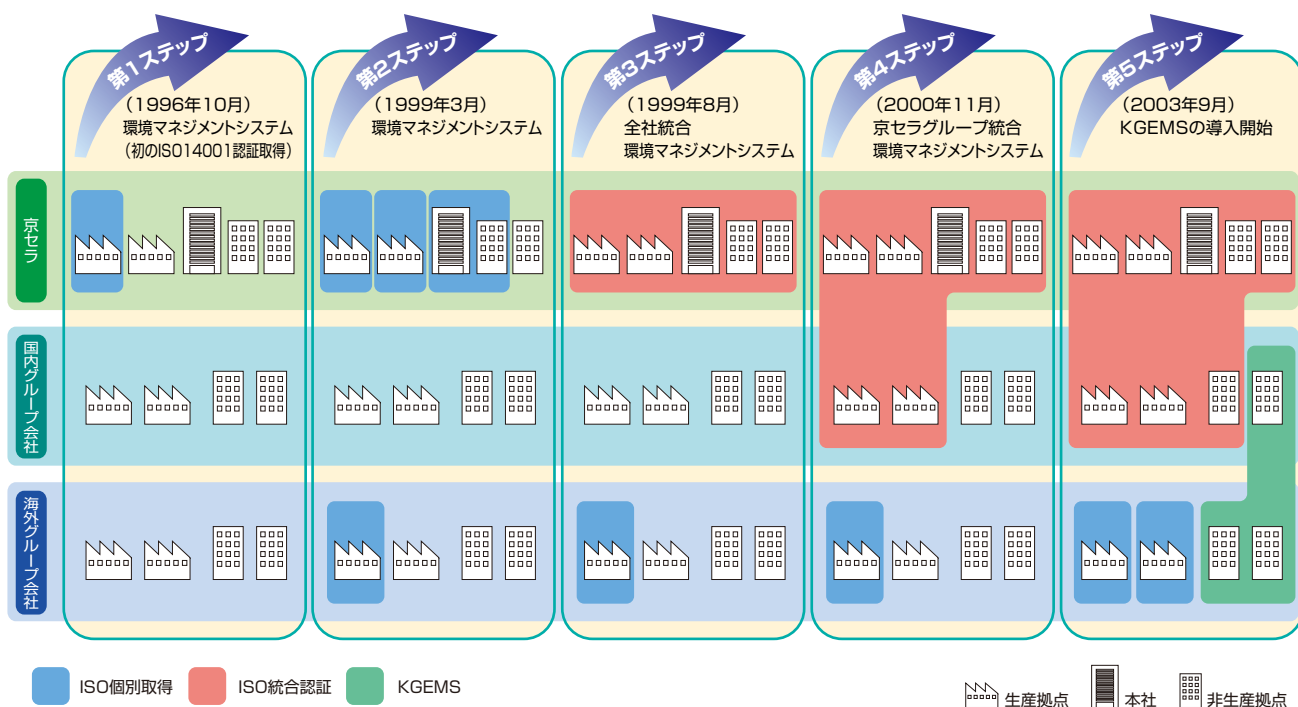 第1ステップ
(1996年10月)
環境マネジメントシステム
(初のISO14001認証取得)
第2ステップ
(1999年3月)
環境マネジメントシステム
第3ステップ
(1999年8月)
全社統合
環境マネジメントシステム
第4ステップ
(2000年11月)
京セラグループ統合
環境マネジメントシステム
第5ステップ
(2003年9月)
KGEMSの導入開始
京セラ
国内グループ会社
海外グループ会社
ISO個別取得
ISO統合認証
KGEMS
生産拠点
本社
非生産拠点